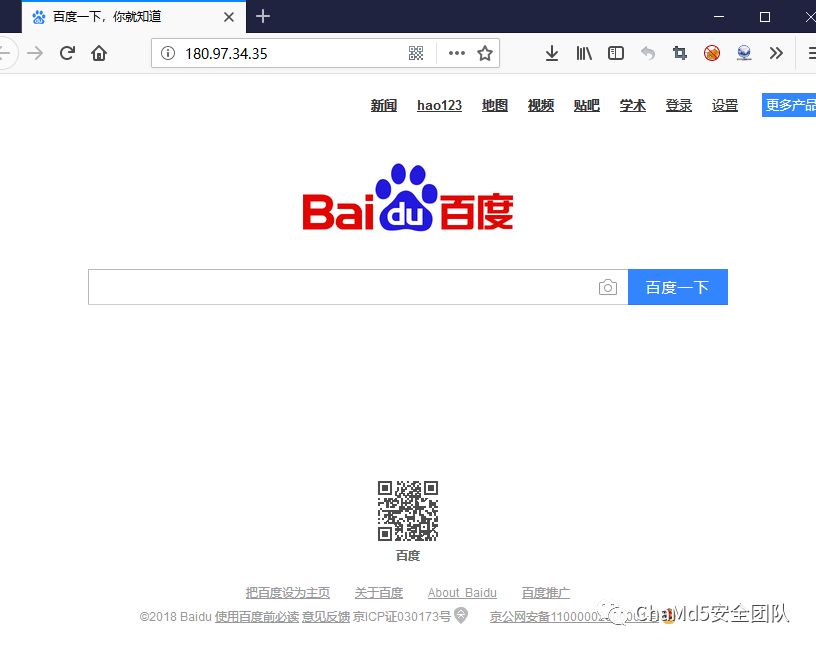 百度一下，你就知道
180.97.34.35
新闻 hao123 地图 视频 贴吧 学术 登录 设置 更多产品
Baidu百度
百度一下
百度
把百度设为主页 关于百度 About Baidu 百度推广
©2018 Baidu 使用百度前必读 意见反馈 京ICP证030173号 京公网安备1100000
ChaMd5安全团队